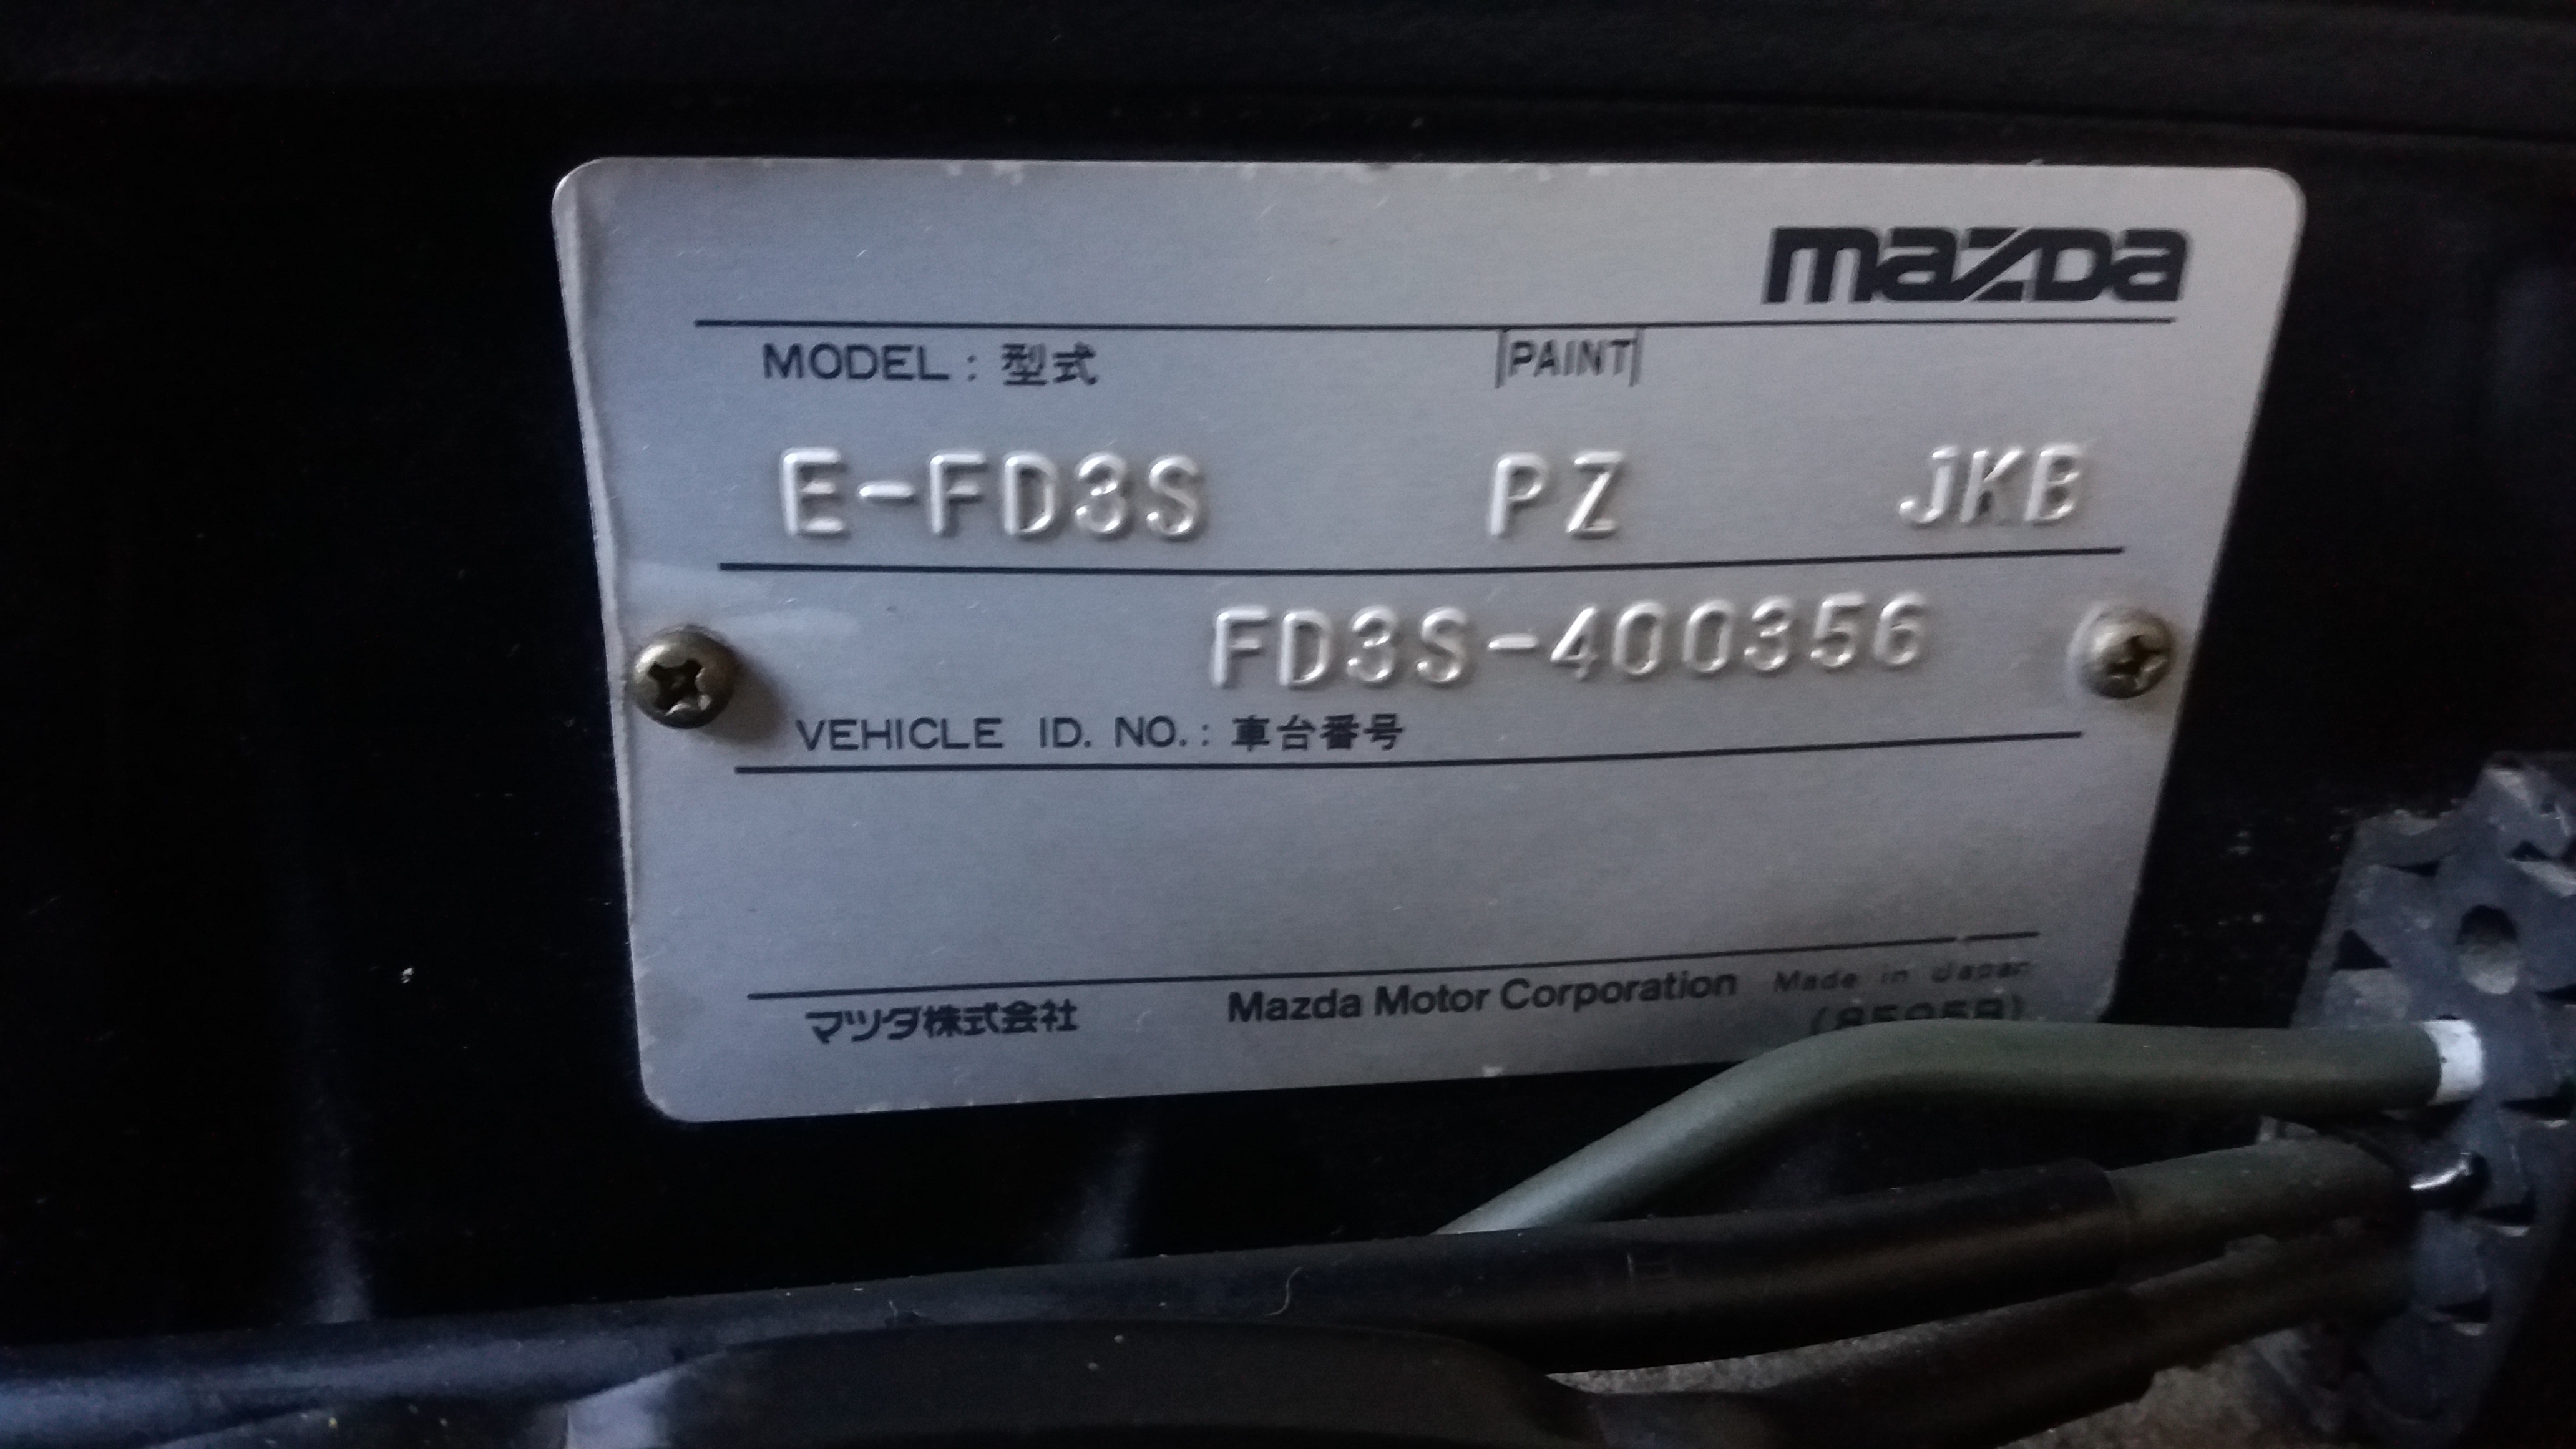 mazda
MODEL : 型式 PAINT
E-FD3S PZ JKB
FD3S-400356
VEHICLE ID. NO. : 車台番号
マツダ株式会社 Mazda Motor Corporation Made in Japan